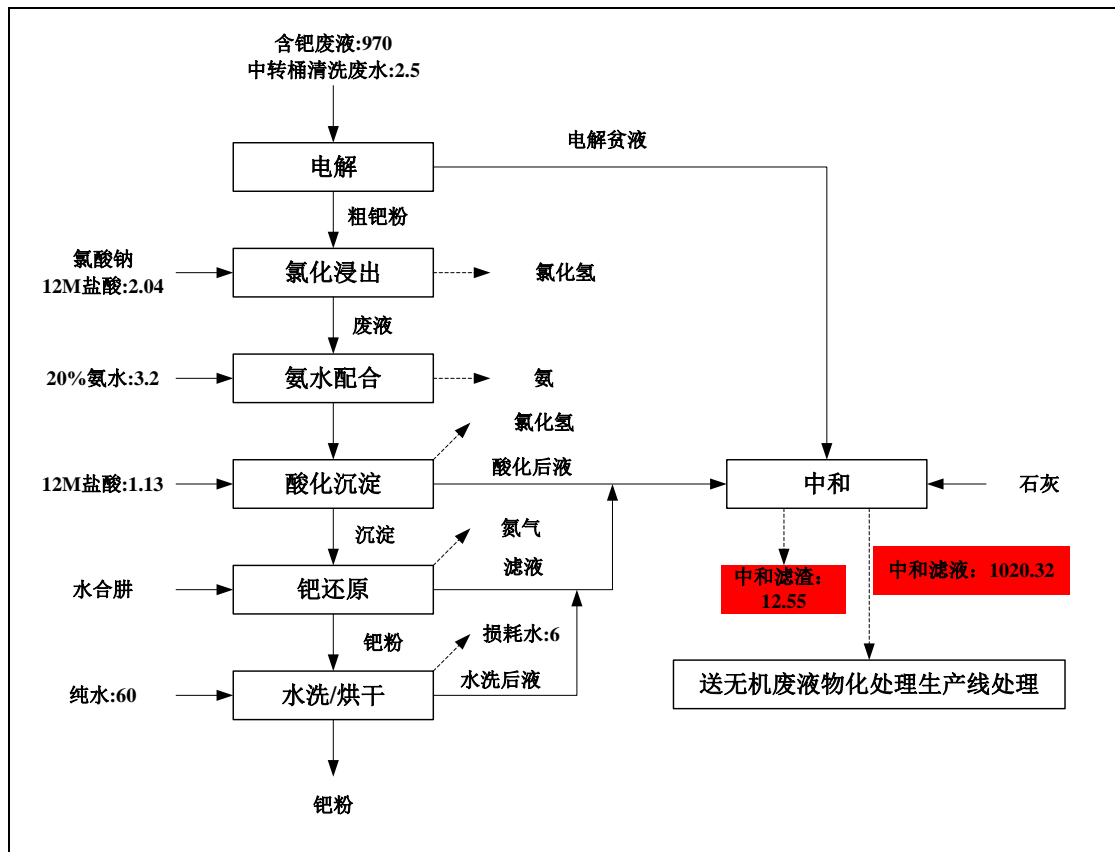 含钯废液:970
中转桶清洗废水:2.5
电解贫液
电解
粗钯粉
氯酸钠
12M盐酸:2.04
氯化浸出
氯化氢
废液
20%氨水:3.2
氨水配合
氨
氯化氢
12M盐酸:1.13
酸化沉淀
酸化后液
中和
石灰
沉淀
氮气
滤液
中和滤渣：
12.55
中和滤液：1020.32
水合肼
钯还原
钯粉
损耗水:6
纯水:60
水洗/烘干
水洗后液
送无机废液物化处理生产线处理
钯粉